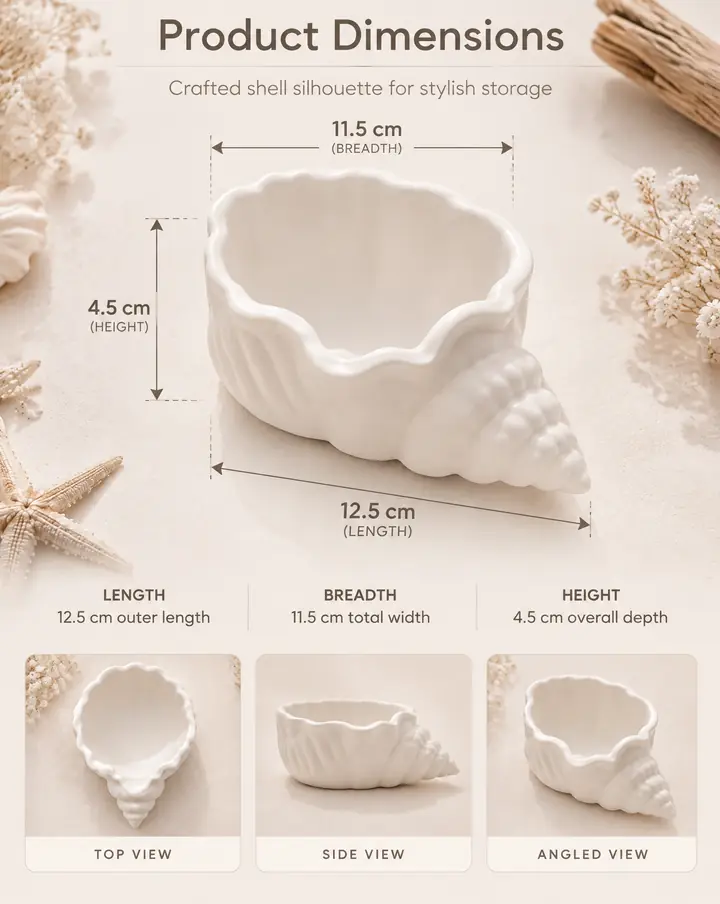 Product Dimensions
Crafted shell silhouette for stylish storage
11.5 cm
(BREADTH)
4.5 cm
(HEIGHT)
12.5 cm
(LENGTH)
LENGTH
12.5 cm outer length
BREADTH
11.5 cm total width
HEIGHT
4.5 cm overall depth
TOP VIEW
SIDE VIEW
ANGLED VIEW